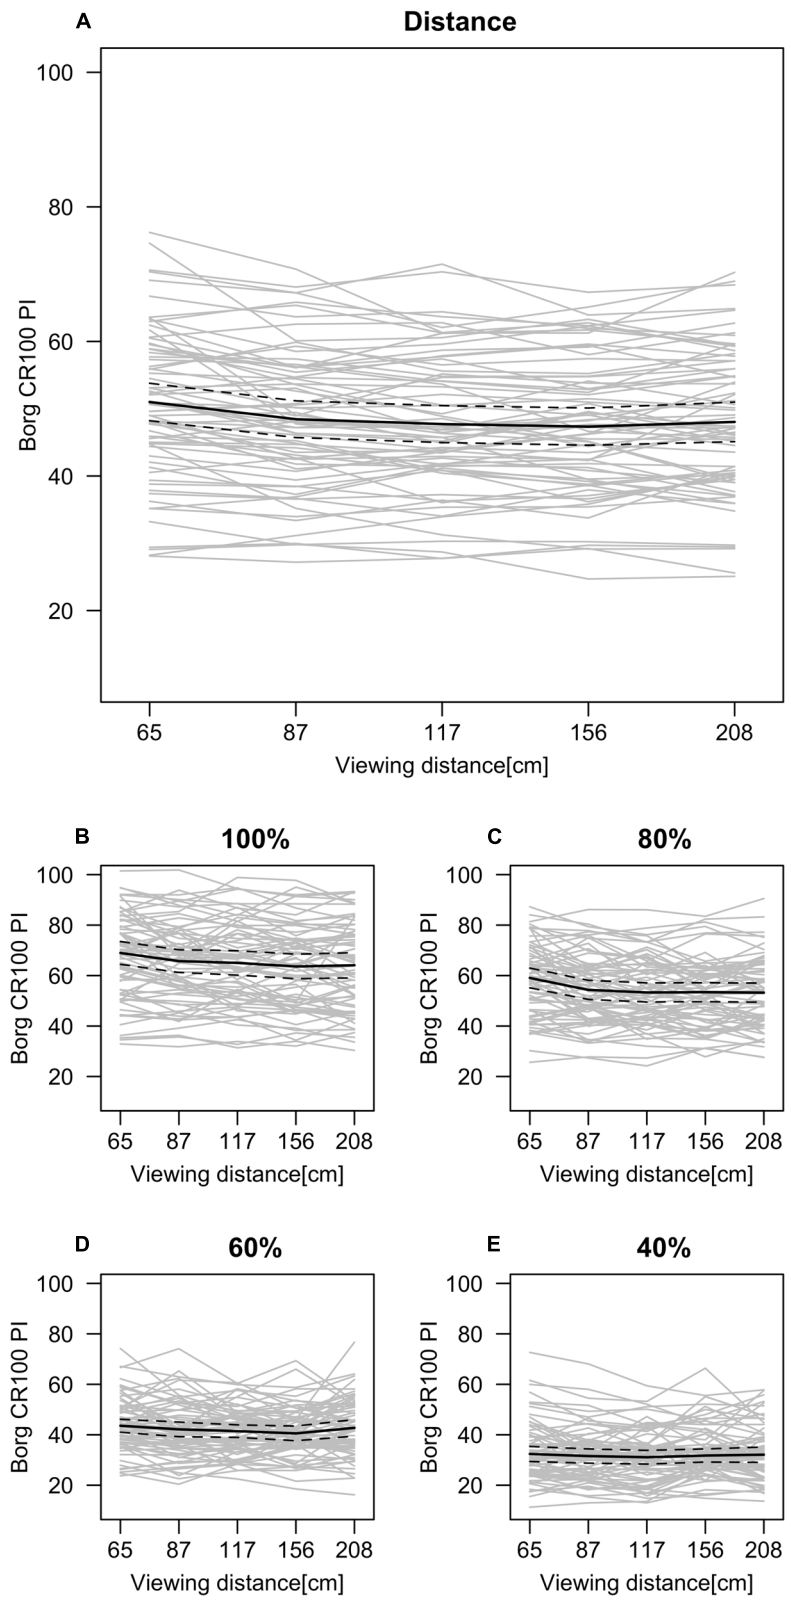 A
Distance
100
80
60
40
20
Borg CR100 PI
65 87 117 156 208
Viewing distance[cm]
B
100%
100
80
60
40
20
Borg CR100 PI
65 87 117 156 208
Viewing distance[cm]
C
80%
100
80
60
40
20
Borg CR100 PI
65 87 117 156 208
Viewing distance[cm]
D
60%
100
80
60
40
20
Borg CR100 PI
65 87 117 156 208
Viewing distance[cm]
E
40%
100
80
60
40
20
Borg CR100 PI
65 87 117 156 208
Viewing distance[cm]